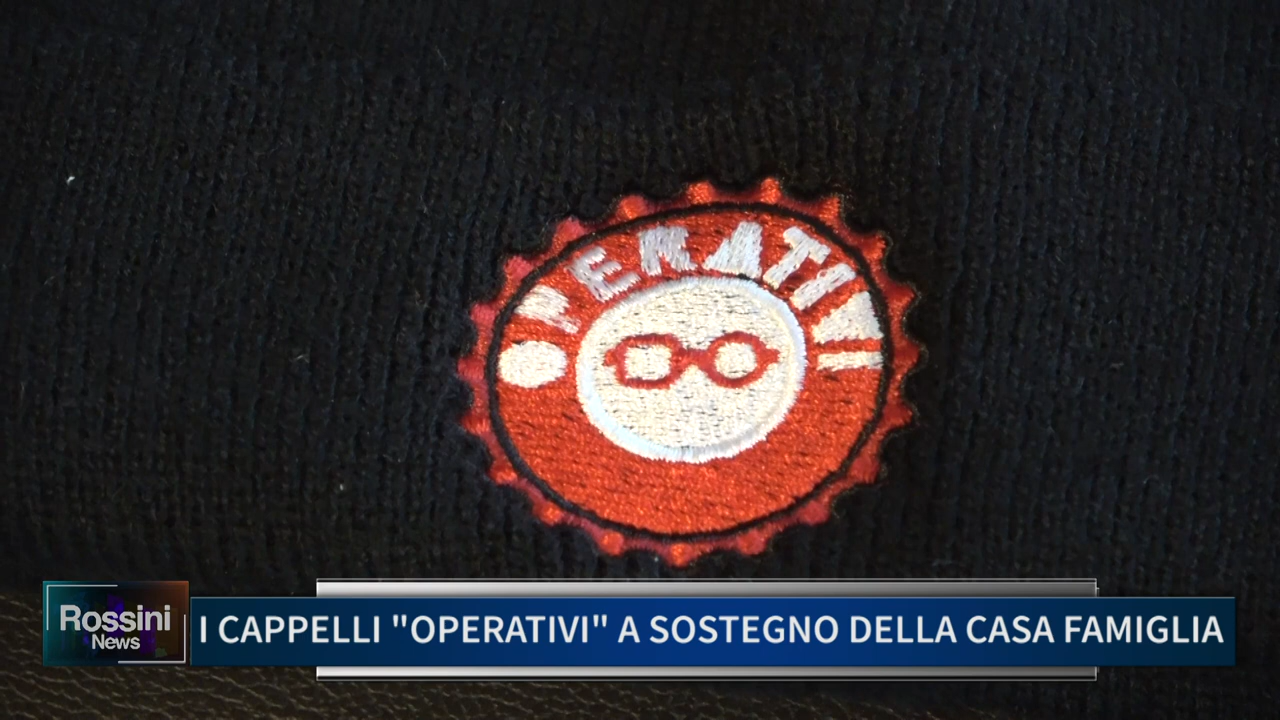 OPERATIVI
Rossini
News
I CAPPELLI "OPERATIVI" A SOSTEGNO DELLA CASA FAMIGLIA